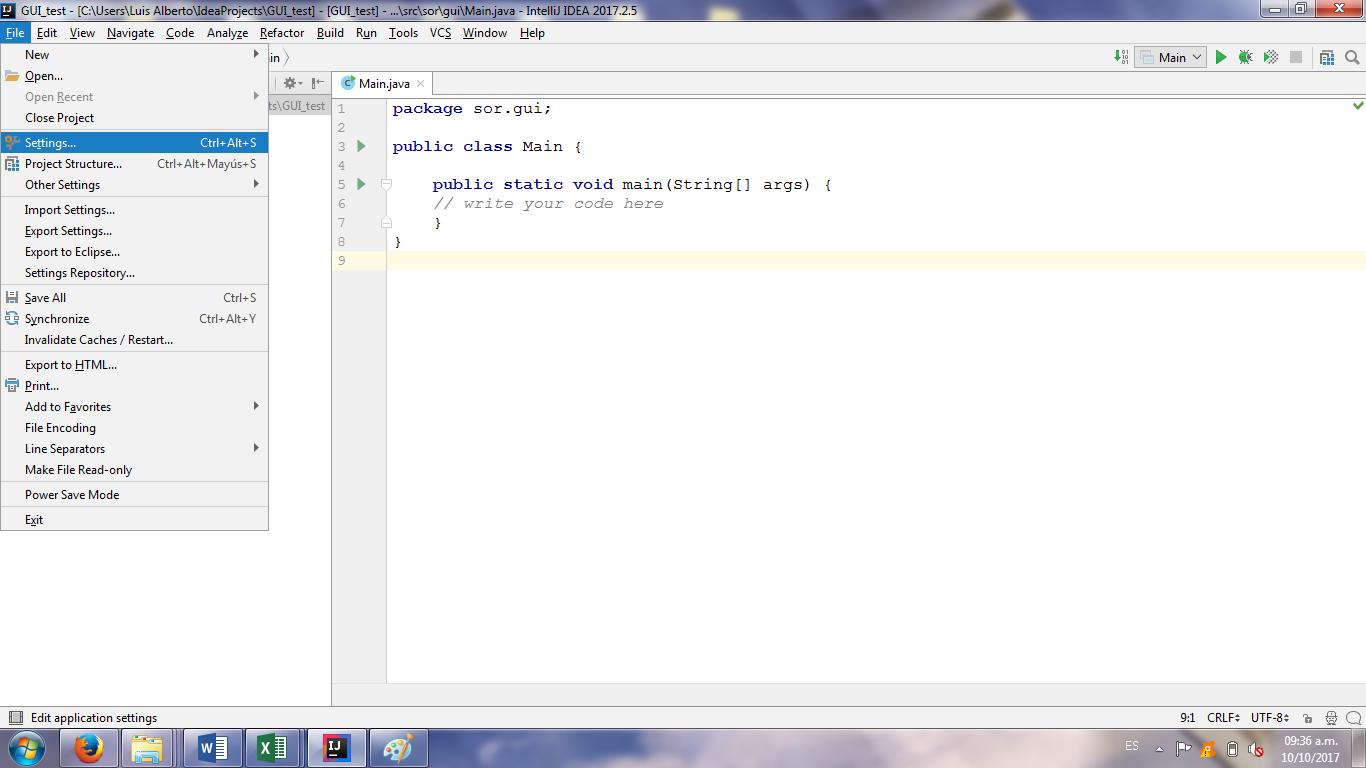 GUI_test - [C:\Users\Luis Alberto\IdeaProjects\GUI_test] - [GUI_test] - ...\src\sor\gui\Main.java - IntelliJ IDEA 2017.2.5
File Edit View Navigate Code Analyze Refactor Build Run Tools VCS Window Help
in
Main
New
Open...
Open Recent
Close Project
Settings... Ctrl+Alt+S
Project Structure... Ctrl+Alt+Mayús+S
Other Settings
Import Settings...
Export Settings...
Export to Eclipse...
Settings Repository...
Save All Ctrl+S
Synchronize Ctrl+Alt+Y
Invalidate Caches / Restart...
Export to HTML...
Print...
Add to Favorites
File Encoding
Line Separators
Make File Read-only
Power Save Mode
Exit
ts\GUI_test
Main.java
1 package sor.gui;
2
3 public class Main {
4
5 public static void main(String[] args) {
6 // write your code here
7 }
8 }
9
Edit application settings
9:1 CRLF UTF-8
ES
09:36 a.m.
10/10/2017